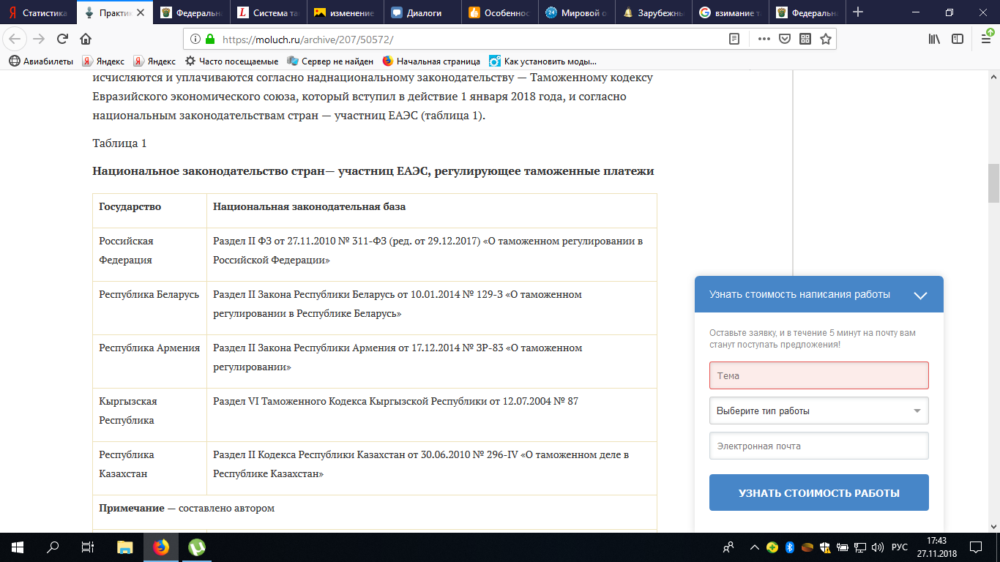 Статистика
Практик
Федеральн
Система та
изменение
Диалоги
Особеннос
Мировой о
Зарубежны
взимание та
Федеральна
https://moluch.ru/archive/207/50572/
Авиабилеты
Яндекс
Яндекс
Часто посещаемые
Сервер не найден
Начальная страница
Как установить моды...
исчисляются и уплачиваются согласно наднациональному законодательству — Таможенному кодексу
Евразийского экономического союза, который вступил в действие 1 января 2018 года, и согласно
национальным законодательствам стран — участниц ЕАЭС (таблица 1).
Таблица 1
Национальное законодательство стран— участниц ЕАЭС, регулирующее таможенные платежи
Государство
Национальная законодательная база
Российская
Федерация
Раздел II ФЗ от 27.11.2010 № 311-ФЗ (ред. от 29.12.2017) «О таможенном регулировании в
Российской Федерации»
Республика Беларусь
Раздел II Закона Республики Беларусь от 10.01.2014 № 129-З «О таможенном
регулировании в Республике Беларусь»
Республика Армения
Раздел II Закона Республики Армения от 17.12.2014 № ЗР-83 «О таможенном
регулировании»
Кыргызская
Республика
Раздел VI Таможенного Кодекса Кыргызской Республики от 12.07.2004 № 87
Республика
Казахстан
Раздел II Кодекса Республики Казахстан от 30.06.2010 № 296-IV «О таможенном деле в
Республике Казахстан»
Примечание — составлено автором
Узнать стоимость написания работы
Оставьте заявку, и в течение 5 минут на почту вам
станут поступать предложения!
Тема
Выберите тип работы
Электронная почта
УЗНАТЬ СТОИМОСТЬ РАБОТЫ
РУС
17:43
27.11.2018